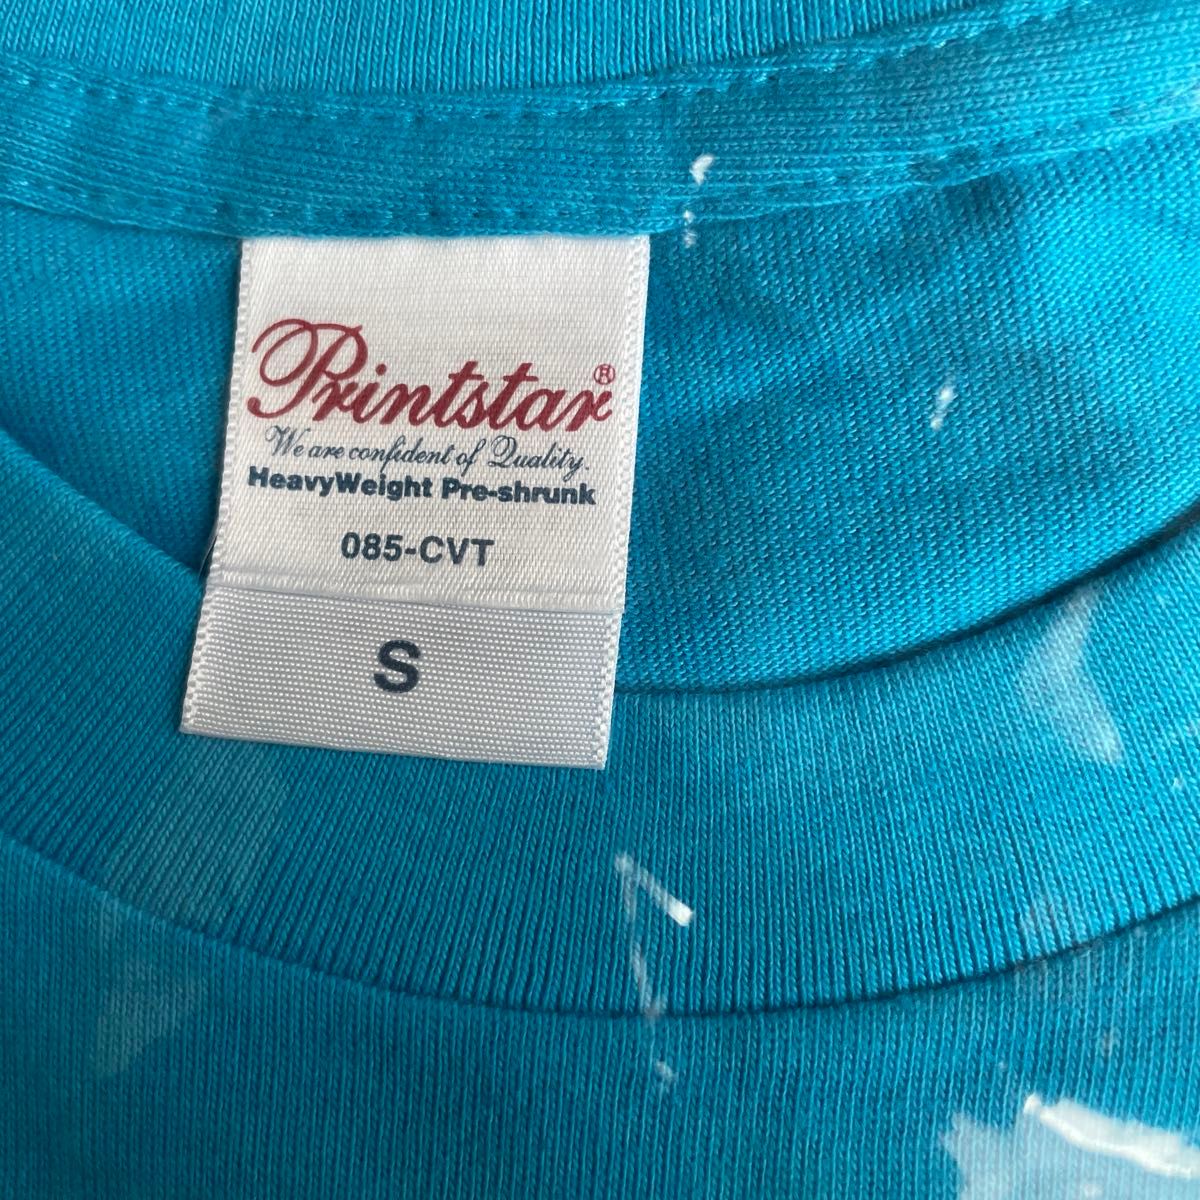 Printstar®
We are confident of Quality.
HeavyWeight Pre-shrunk
085-CVT
S